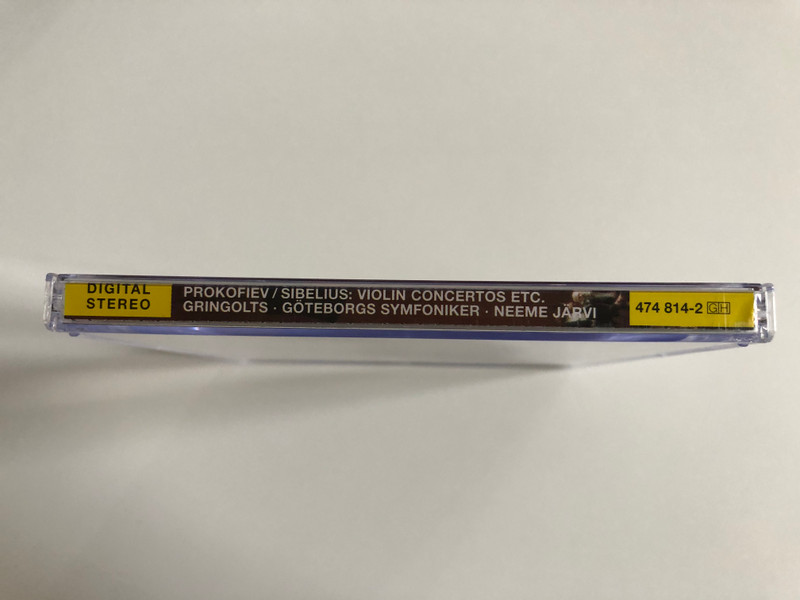 DIGITAL
STEREO
PROKOFIEV / SIBELIUS: VIOLIN CONCERTOS ETC.
GRINGOLTS · GÖTEBORGS SYMFONIKER · NEEME JÄRVI
474 814-2 GH